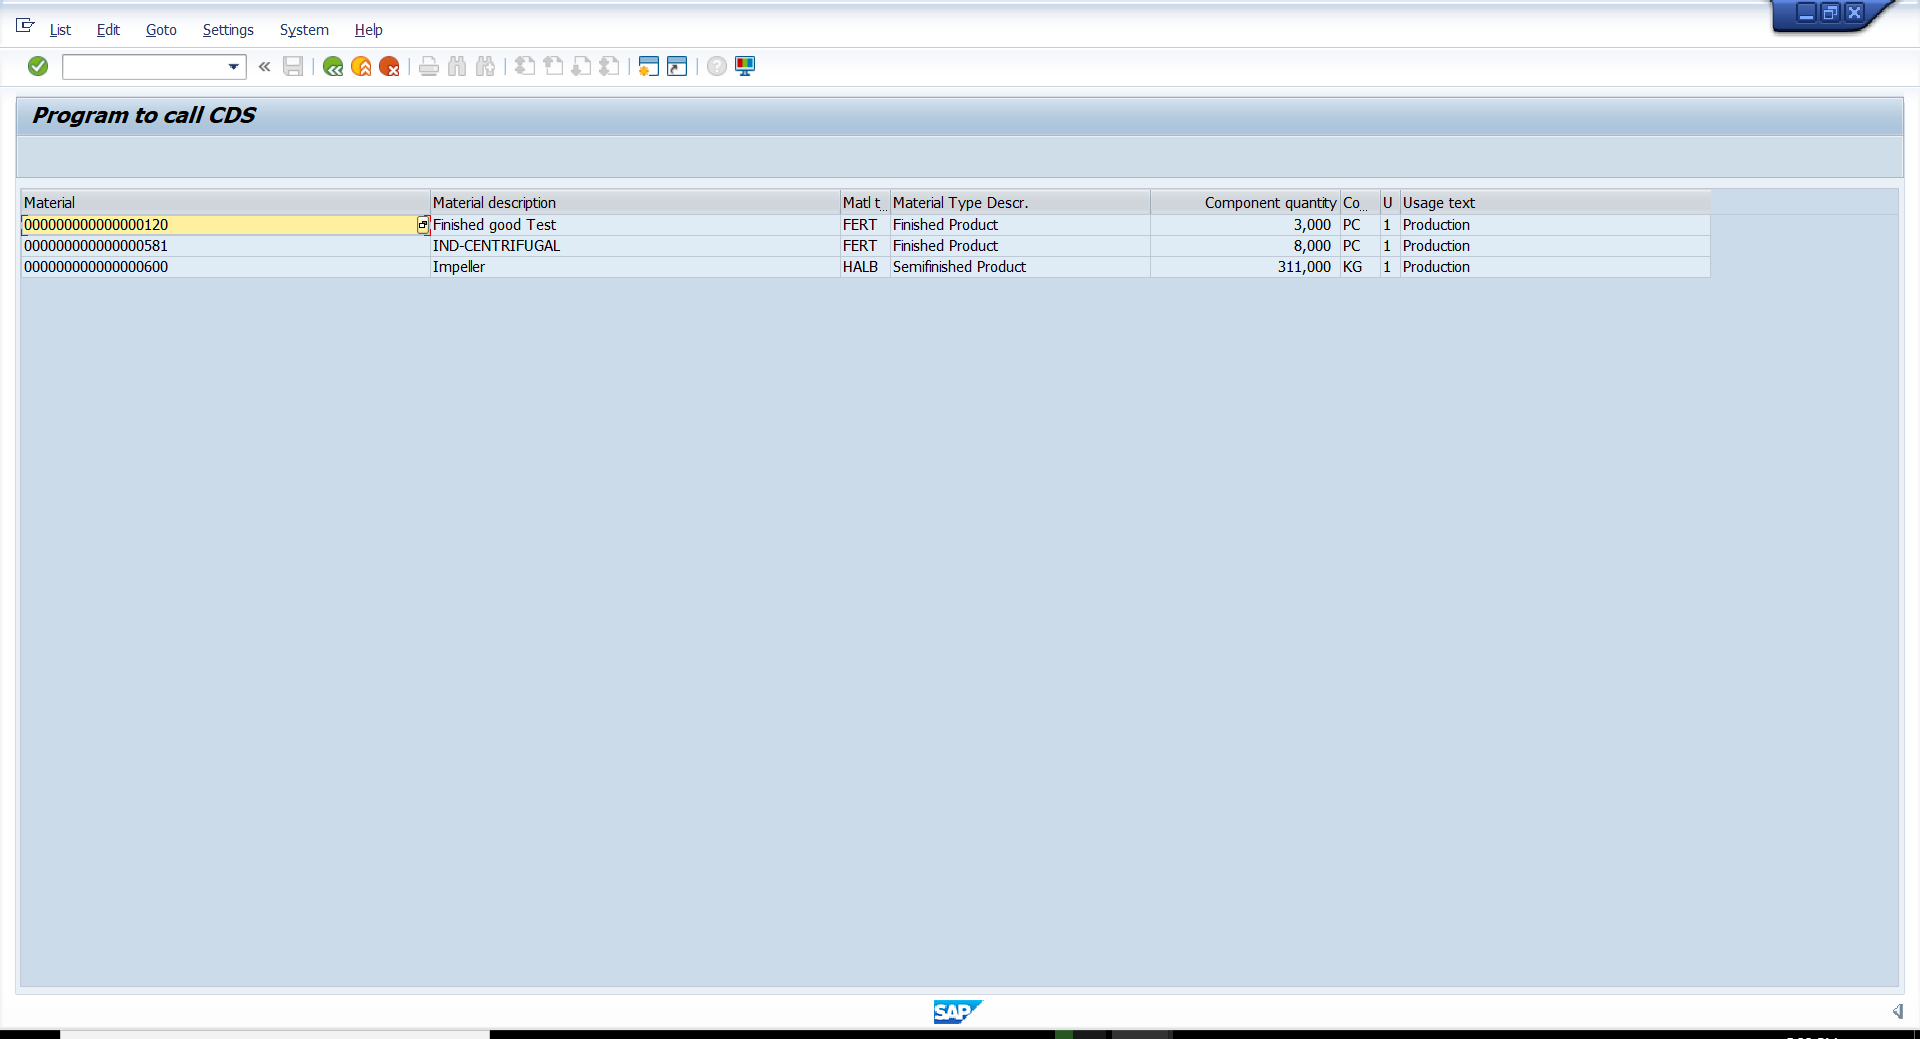 List Edit Goto Settings System Help
Program to call CDS
Material Material description Matl t... Material Type Descr. Component quantity Co... U Usage text
000000000000000120 Finished good Test FERT Finished Product 3,000 PC 1 Production
000000000000000581 IND-CENTRIFUGAL FERT Finished Product 8,000 PC 1 Production
000000000000000600 Impeller HALB Semifinished Product 311,000 KG 1 Production
SAP